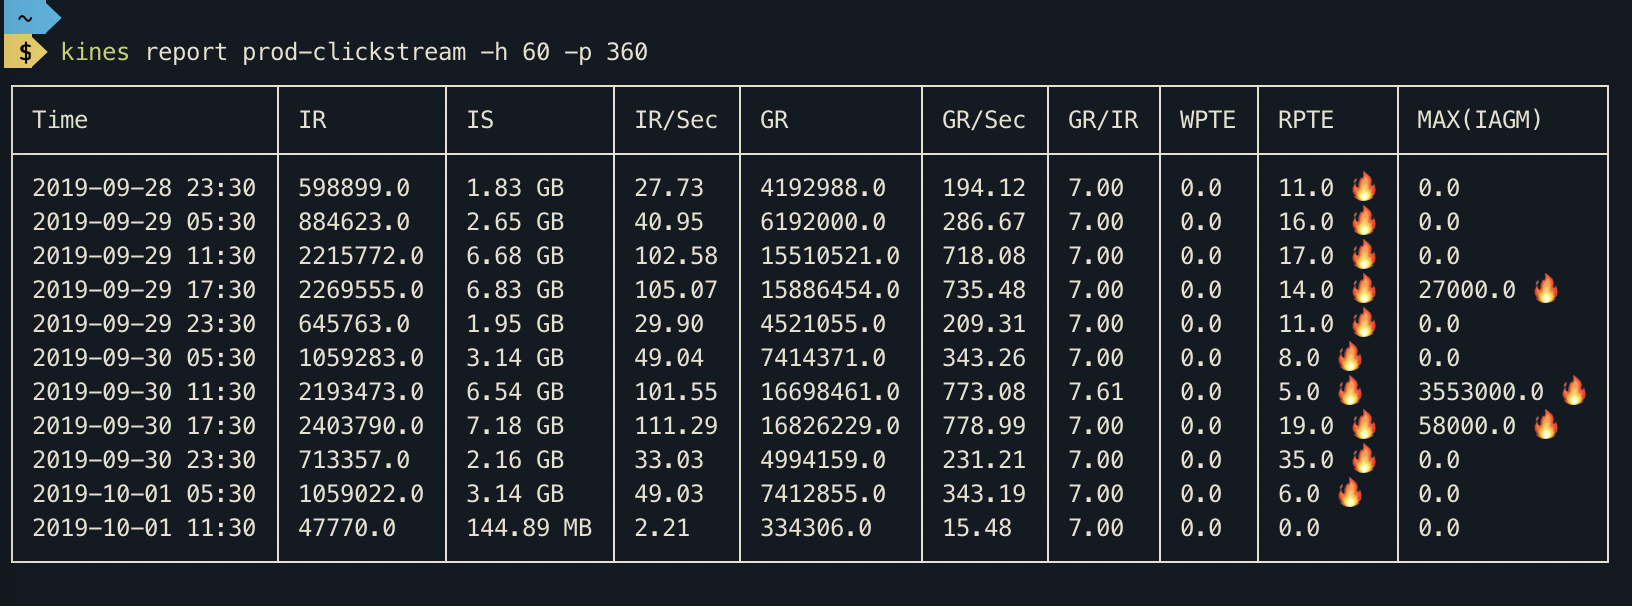 ~
$ kines report prod-clickstream -h 60 -p 360
Time IR IS IR/Sec GR GR/Sec GR/IR WPTE RPTE MAX(IAGM)
2019-09-28 23:30 598899.0 1.83 GB 27.73 4192988.0 194.12 7.00 0.0 11.0 🔥 0.0
2019-09-29 05:30 884623.0 2.65 GB 40.95 6192000.0 286.67 7.00 0.0 16.0 🔥 0.0
2019-09-29 11:30 2215772.0 6.68 GB 102.58 15510521.0 718.08 7.00 0.0 17.0 🔥 0.0
2019-09-29 17:30 2269555.0 6.83 GB 105.07 15886454.0 735.48 7.00 0.0 14.0 🔥 27000.0 🔥
2019-09-29 23:30 645763.0 1.95 GB 29.90 4521055.0 209.31 7.00 0.0 11.0 🔥 0.0
2019-09-30 05:30 1059283.0 3.14 GB 49.04 7414371.0 343.26 7.00 0.0 8.0 🔥 0.0
2019-09-30 11:30 2193473.0 6.54 GB 101.55 16698461.0 773.08 7.61 0.0 5.0 🔥 3553000.0 🔥
2019-09-30 17:30 2403790.0 7.18 GB 111.29 16826229.0 778.99 7.00 0.0 19.0 🔥 58000.0 🔥
2019-09-30 23:30 713357.0 2.16 GB 33.03 4994159.0 231.21 7.00 0.0 35.0 🔥 0.0
2019-10-01 05:30 1059022.0 3.14 GB 49.03 7412855.0 343.19 7.00 0.0 6.0 🔥 0.0
2019-10-01 11:30 47770.0 144.89 MB 2.21 334306.0 15.48 7.00 0.0 0.0 0.0